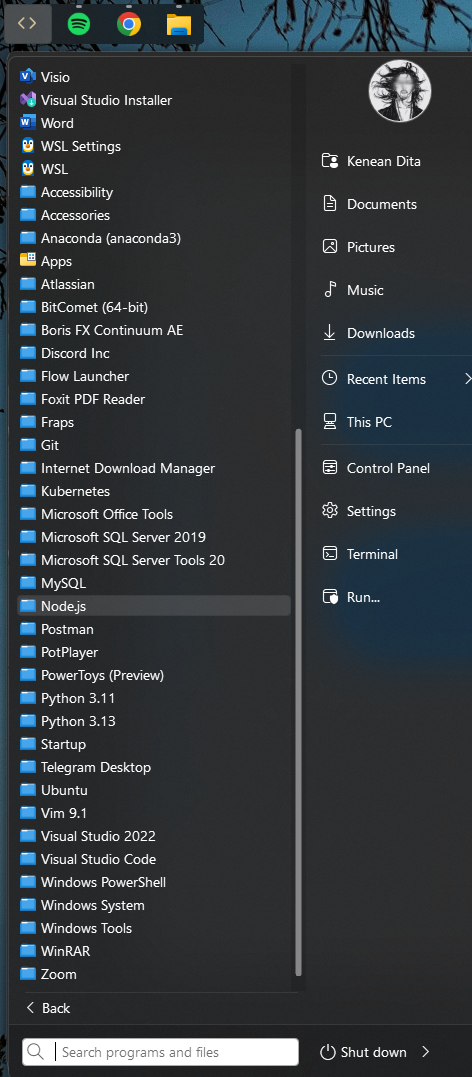 Visio
Visual Studio Installer
Word
WSL Settings
WSL
Accessibility
Accessories
Anaconda (anaconda3)
Apps
Atlassian
BitComet (64-bit)
Boris FX Continuum AE
Discord Inc
Flow Launcher
Foxit PDF Reader
Fraps
Git
Internet Download Manager
Kubernetes
Microsoft Office Tools
Microsoft SQL Server 2019
Microsoft SQL Server Tools 20
MySQL
Node.js
Postman
PotPlayer
PowerToys (Preview)
Python 3.11
Python 3.13
Startup
Telegram Desktop
Ubuntu
Vim 9.1
Visual Studio 2022
Visual Studio Code
Windows PowerShell
Windows System
Windows Tools
WinRAR
Zoom
Back
Search programs and files
Kenean Dita
Documents
Pictures
Music
Downloads
Recent Items
This PC
Control Panel
Settings
Terminal
Run...
Shut down